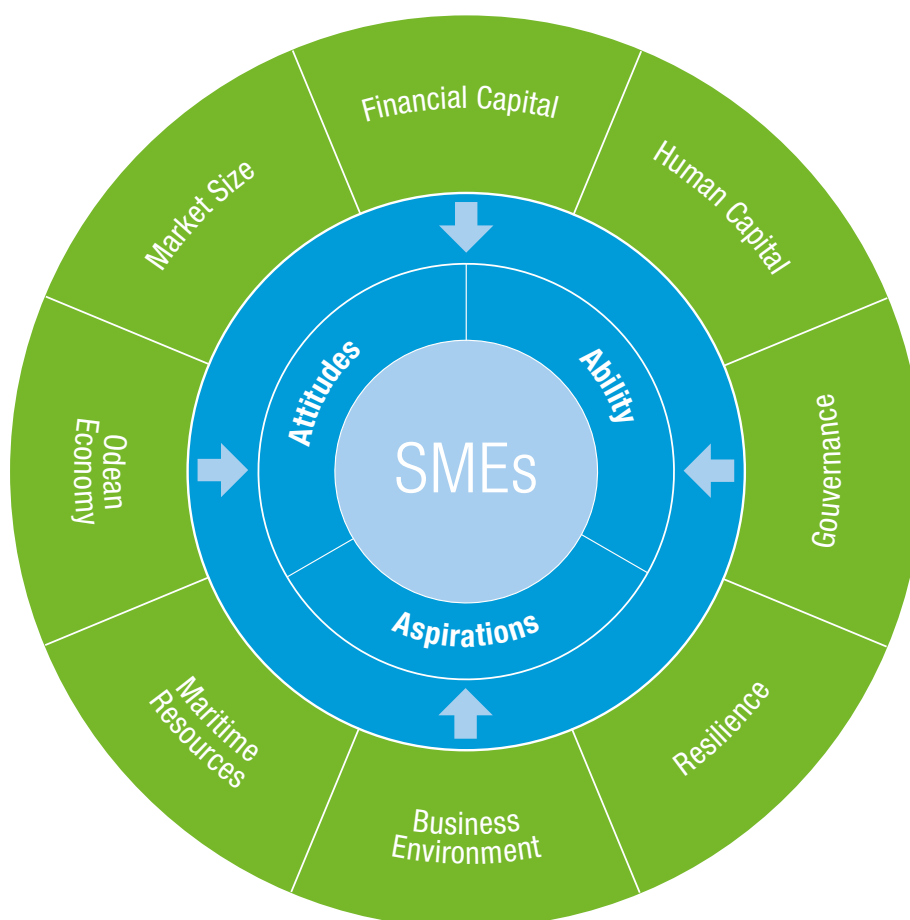 Financial Capital
Human Capital
Gouvernance
Resilience
Business
Environment
Maritime
Resources
Odean
Economy
Market Size
Attitudes
Ability
Aspirations
SMEs